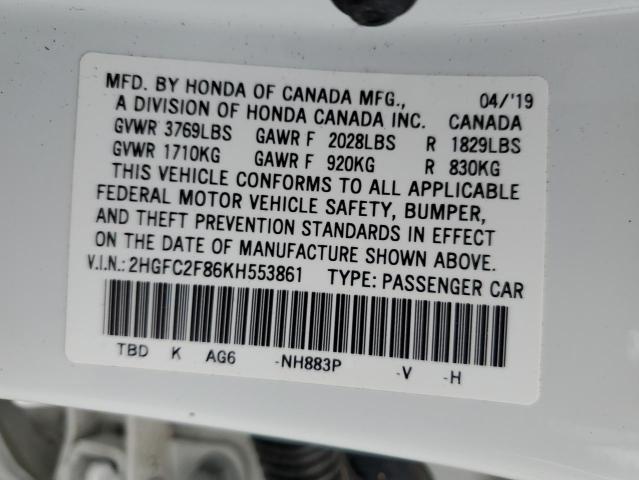 MFD. BY HONDA OF CANADA MFG., 04/'19
A DIVISION OF HONDA CANADA INC. CANADA
GVWR 3769LBS GAWR F 2028LBS R 1829LBS
GVWR 1710KG GAWR F 920KG R 830KG
THIS VEHICLE CONFORMS TO ALL APPLICABLE
FEDERAL MOTOR VEHICLE SAFETY, BUMPER,
AND THEFT PREVENTION STANDARDS IN EFFECT
ON THE DATE OF MANUFACTURE SHOWN ABOVE.
V.I.N.: 2HGFC2F86KH553861 TYPE: PASSENGER CAR
TBD K AG6 -NH883P -V -H